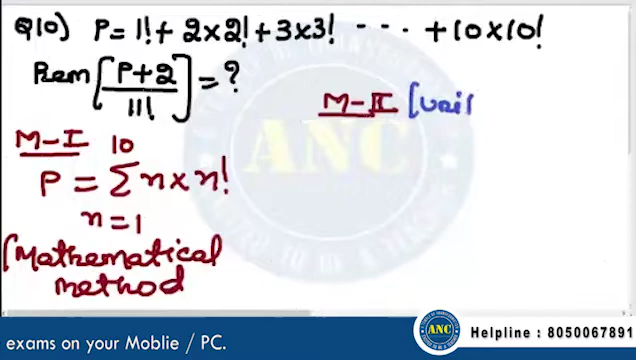 Q10) P = 1! + 2 x 2! + 3 x 3! - - - · + 10 x 10!
Rem [ P+2 / 11! ] = ?
M-I
M-II
10
P = Σ n x n!
n = 1
(Mathematical
method
ANC
exams on your Moblie / PC.
ANC
Helpline : 8050067891